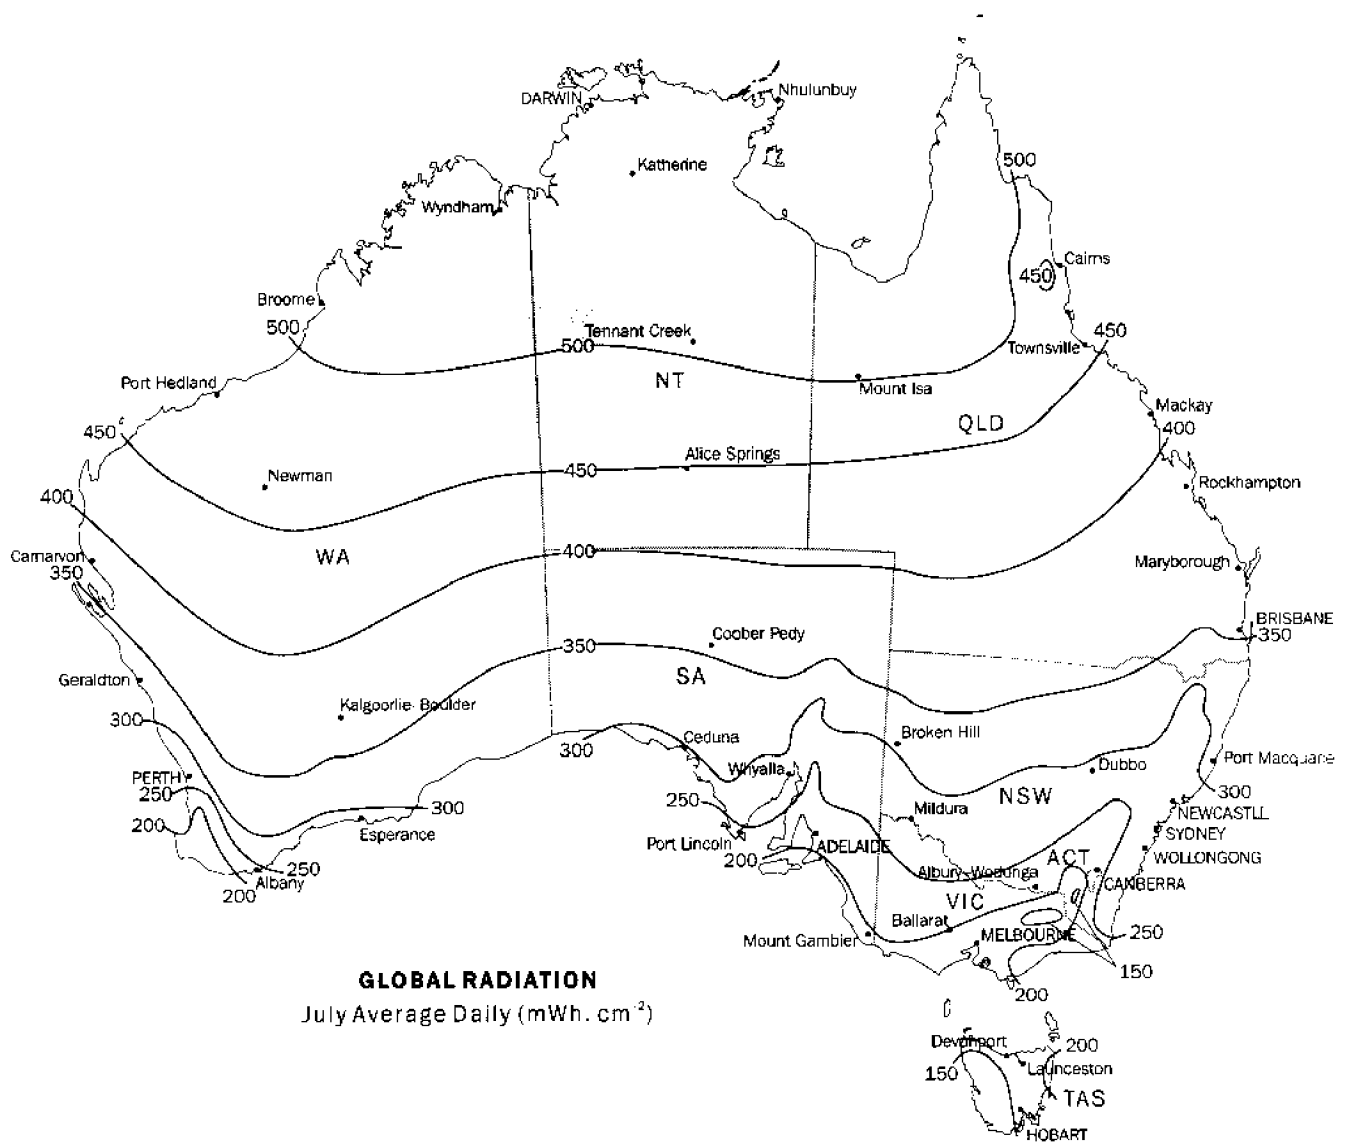 DARWIN
Nhulunbuy
Katherine
500
Wyndham
Cairns
450
Broome
500
Tennant Creek
500
450
Townsville
NT
Mount Isa
Port Hedland
Mackay
QLD
400
450
Alice Springs
450
Newman
Rockhampton
400
WA
400
Carnarvon
Maryborough
350
BRISBANE
350
Coober Pedy
350
SA
Geraldton
Kalgoorlie-Boulder
300
Ceduna
300
Broken Hill
Port Macquarie
Whyalla
Dubbo
PERTH
250
NSW
300
250
Mildura
NEWCASTLE
300
200
Esperance
SYDNEY
Port Lincoln
ADELAIDE
200
ACT
WOLLONGONG
250
Albury-Wodonga
CANBERRA
Albany
200
VIC
Ballarat
Mount Gambier
MELBOURNE
250
150
GLOBAL RADIATION
200
July Average Daily (mWh. cm⁻²)
Devonport
200
150
Launceston
TAS
HOBART